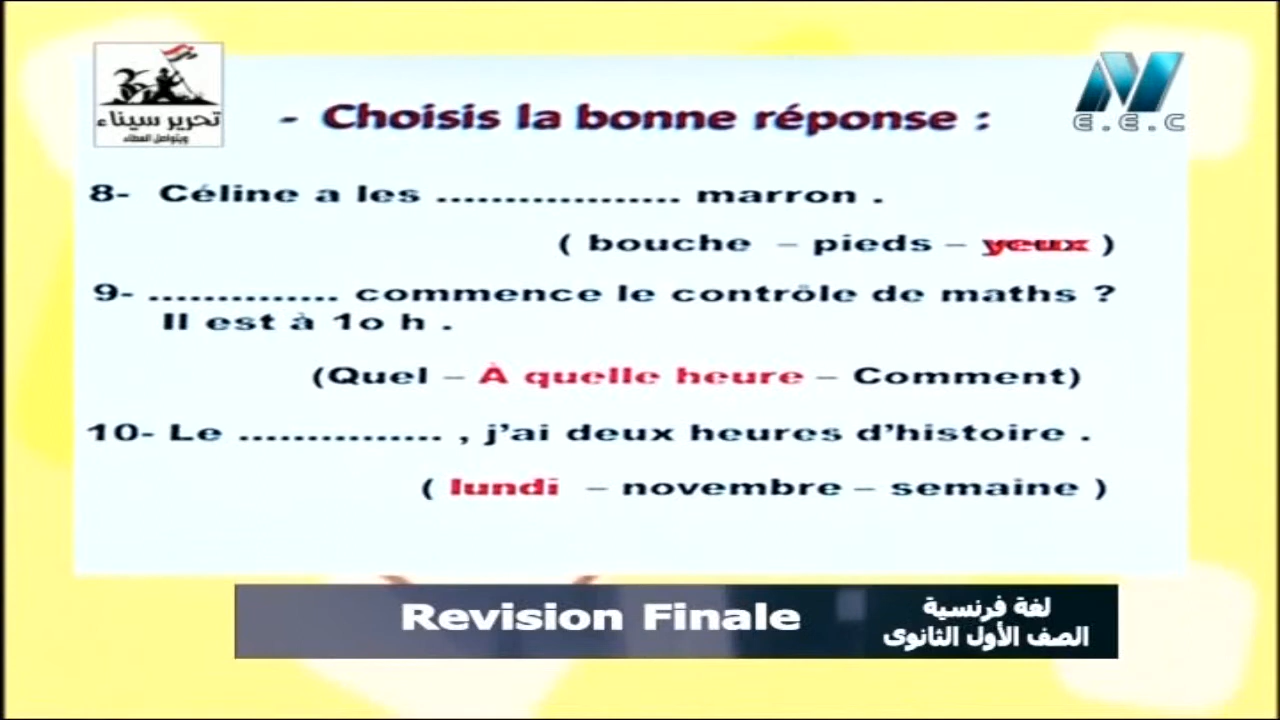 تحرير سيناء
ويتواصل العطاء
E.E.C
- Choisis la bonne réponse :
8- Céline a les .................. marron .
( bouche – pieds – yeux )
9- .............. commence le contrôle de maths ?
Il est à 1o h .
(Quel – À quelle heure – Comment)
10- Le ............... , j’ai deux heures d’histoire .
( lundi – novembre – semaine )
Revision Finale
لغة فرنسية
الصف الأول الثانوى